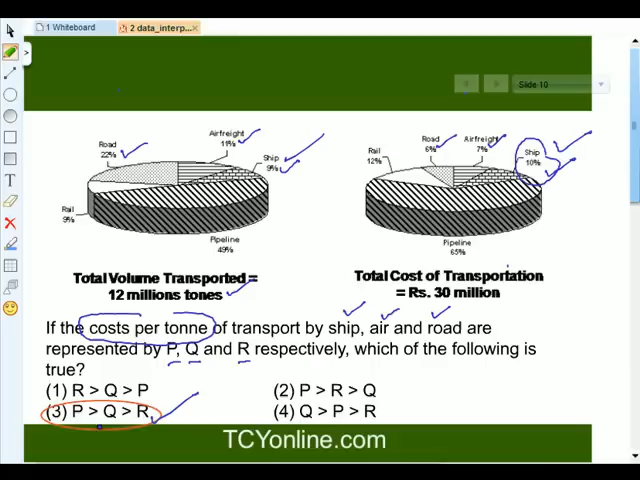 1 Whiteboard
2 data_interp...
Slide 10
Road
22%
Airfreight
11%
Ship
9%
Rail
9%
Pipeline
49%
Rail
12%
Road
6%
Airfreight
7%
Ship
10%
Pipeline
65%
Total Volume Transported =
12 millions tones
Total Cost of Transportation
= Rs. 30 million
If the costs per tonne of transport by ship, air and road are
represented by P, Q and R respectively, which of the following is
true?
(1) R > Q > P
(2) P > R > Q
(3) P > Q > R
(4) Q > P > R
TCYonline.com